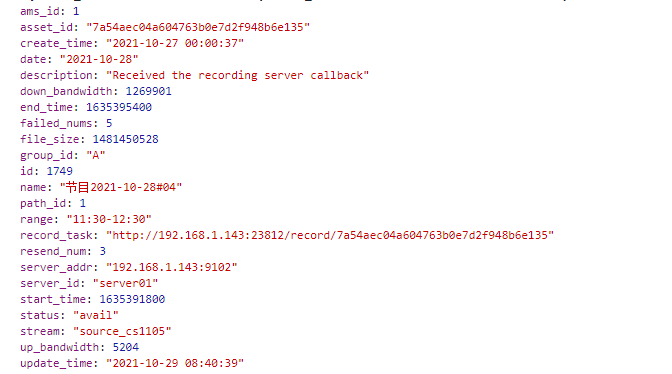 ams_id: 1
asset_id: "7a54aec04a604763b0e7d2f948b6e135"
create_time: "2021-10-27 00:00:37"
date: "2021-10-28"
description: "Received the recording server callback"
down_bandwidth: 1269901
end_time: 1635395400
failed_nums: 5
file_size: 1481450528
group_id: "A"
id: 1749
name: "节目2021-10-28#04"
path_id: 1
range: "11:30-12:30"
record_task: "http://192.168.1.143:23812/record/7a54aec04a604763b0e7d2f948b6e135"
resend_num: 3
server_addr: "192.168.1.143:9102"
server_id: "server01"
start_time: 1635391800
status: "avail"
stream: "source_cs1105"
up_bandwidth: 5204
update_time: "2021-10-29 08:40:39"